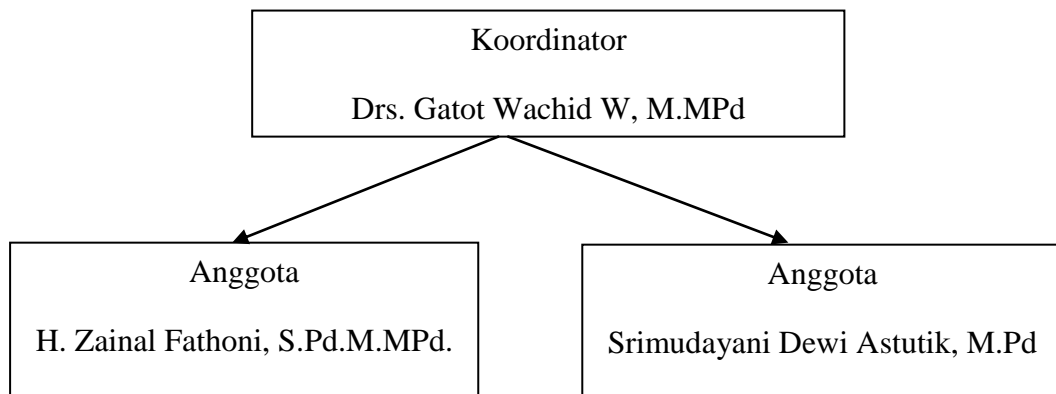 Koordinator
Drs. Gatot Wachid W, M.MPd
Anggota
H. Zainal Fathoni, S.Pd.M.MPd.
Anggota
Srimudayani Dewi Astutik, M.Pd